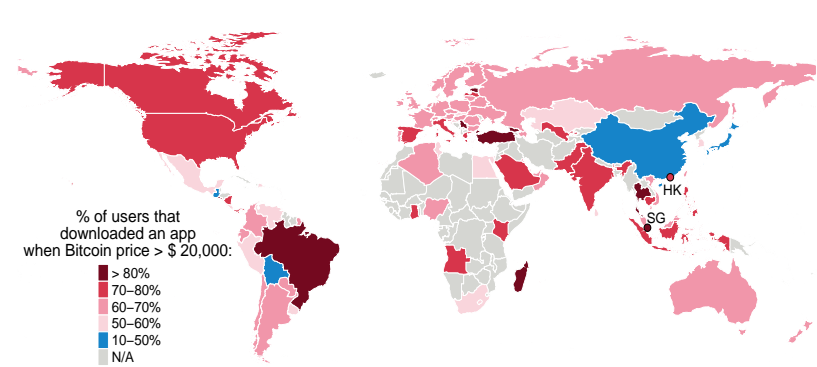 HK
SG
% of users that
downloaded an app
when Bitcoin price > $ 20,000:
> 80%
70–80%
60–70%
50–60%
10–50%
N/A